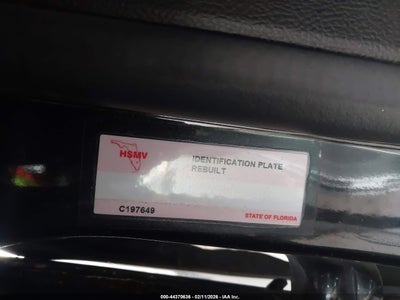 HSMV
IDENTIFICATION PLATE
REBUILT
C197649
STATE OF FLORIDA
000-44370636 - 02/11/2026 - IAA Inc.